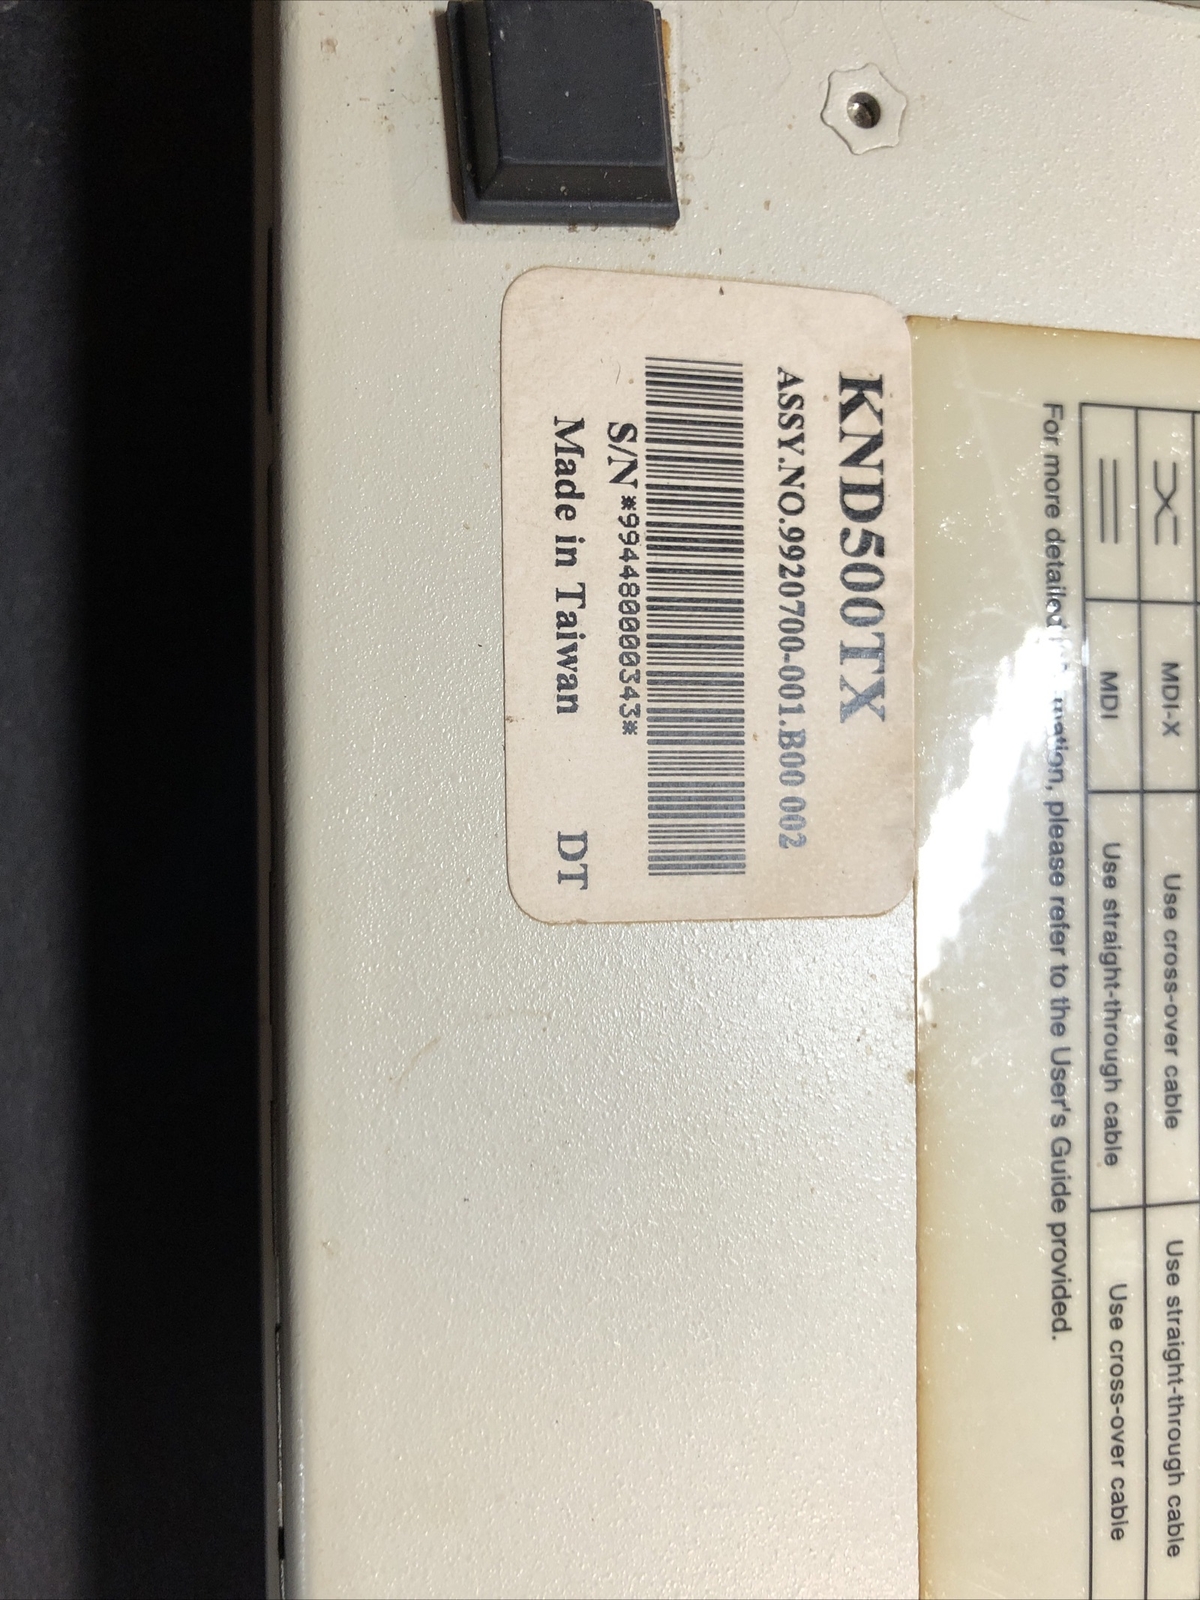 MDI-X Use cross-over cable Use straight-through cable
MDI Use straight-through cable Use cross-over cable
For more detailed please refer to the User's Guide provided.
KND500TX
ASSY.NO.9920700-001.B00 002
S/N *994480000343*
Made in Taiwan DT